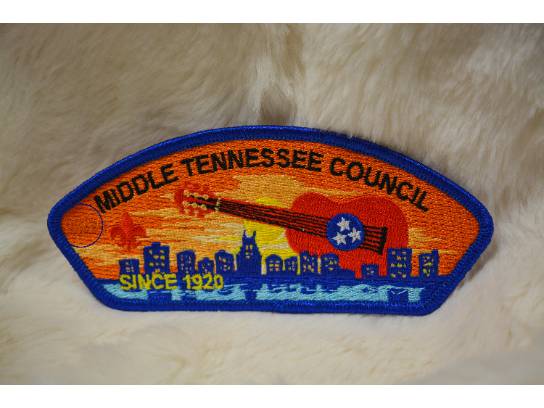 MIDDLE TENNESSEE COUNCIL
SINCE 1920